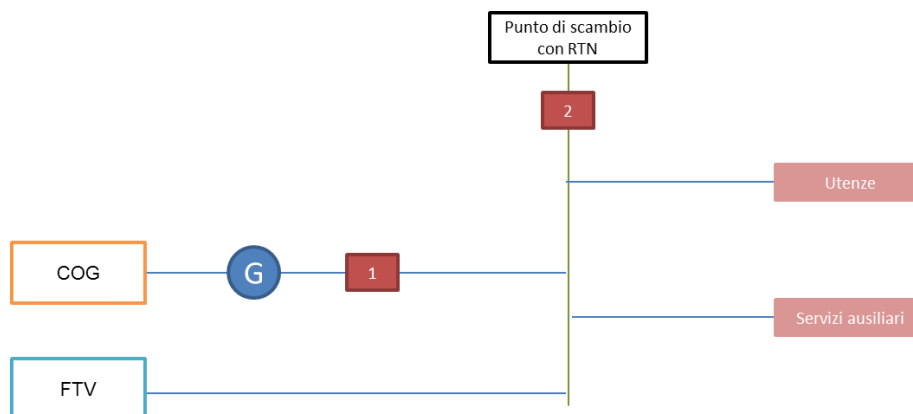 Punto di scambio
con RTN
2
Utenze
COG
G
1
Servizi ausiliari
FTV